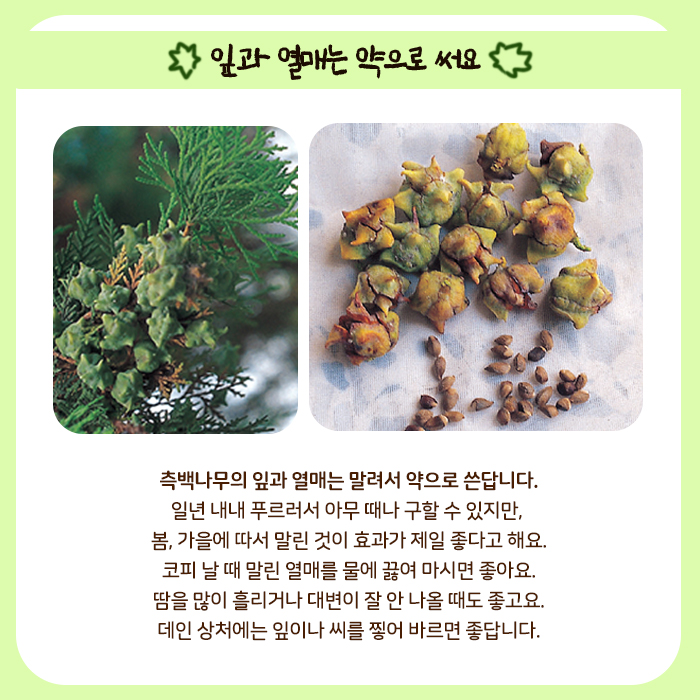 잎과 열매는 약으로 써요
측백나무의 잎과 열매는 말려서 약으로 쓴답니다.
일년 내내 푸르러서 아무 때나 구할 수 있지만,
봄, 가을에 따서 말린 것이 효과가 제일 좋다고 해요.
코피 날 때 말린 열매를 물에 끓여 마시면 좋아요.
땀을 많이 흘리거나 대변이 잘 안 나올 때도 좋고요.
데인 상처에는 잎이나 씨를 찧어 바르면 좋답니다.